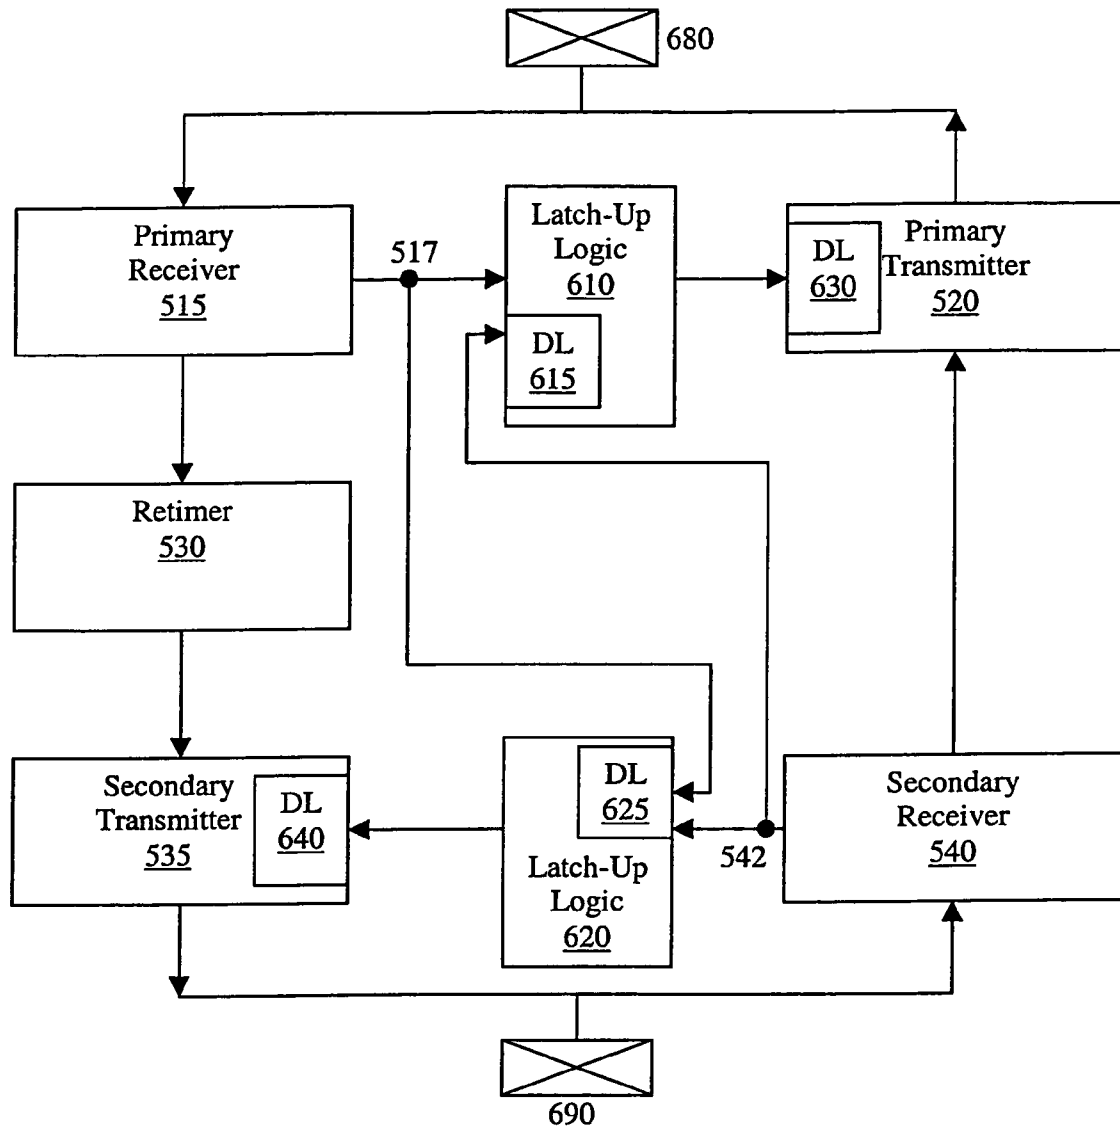 680
Primary
Receiver
515
517
Latch-Up
Logic
610
DL
615
DL
630
Primary
Transmitter
520
Retimer
530
Secondary
Transmitter
535
DL
640
DL
625
Latch-Up
Logic
620
542
Secondary
Receiver
540
690